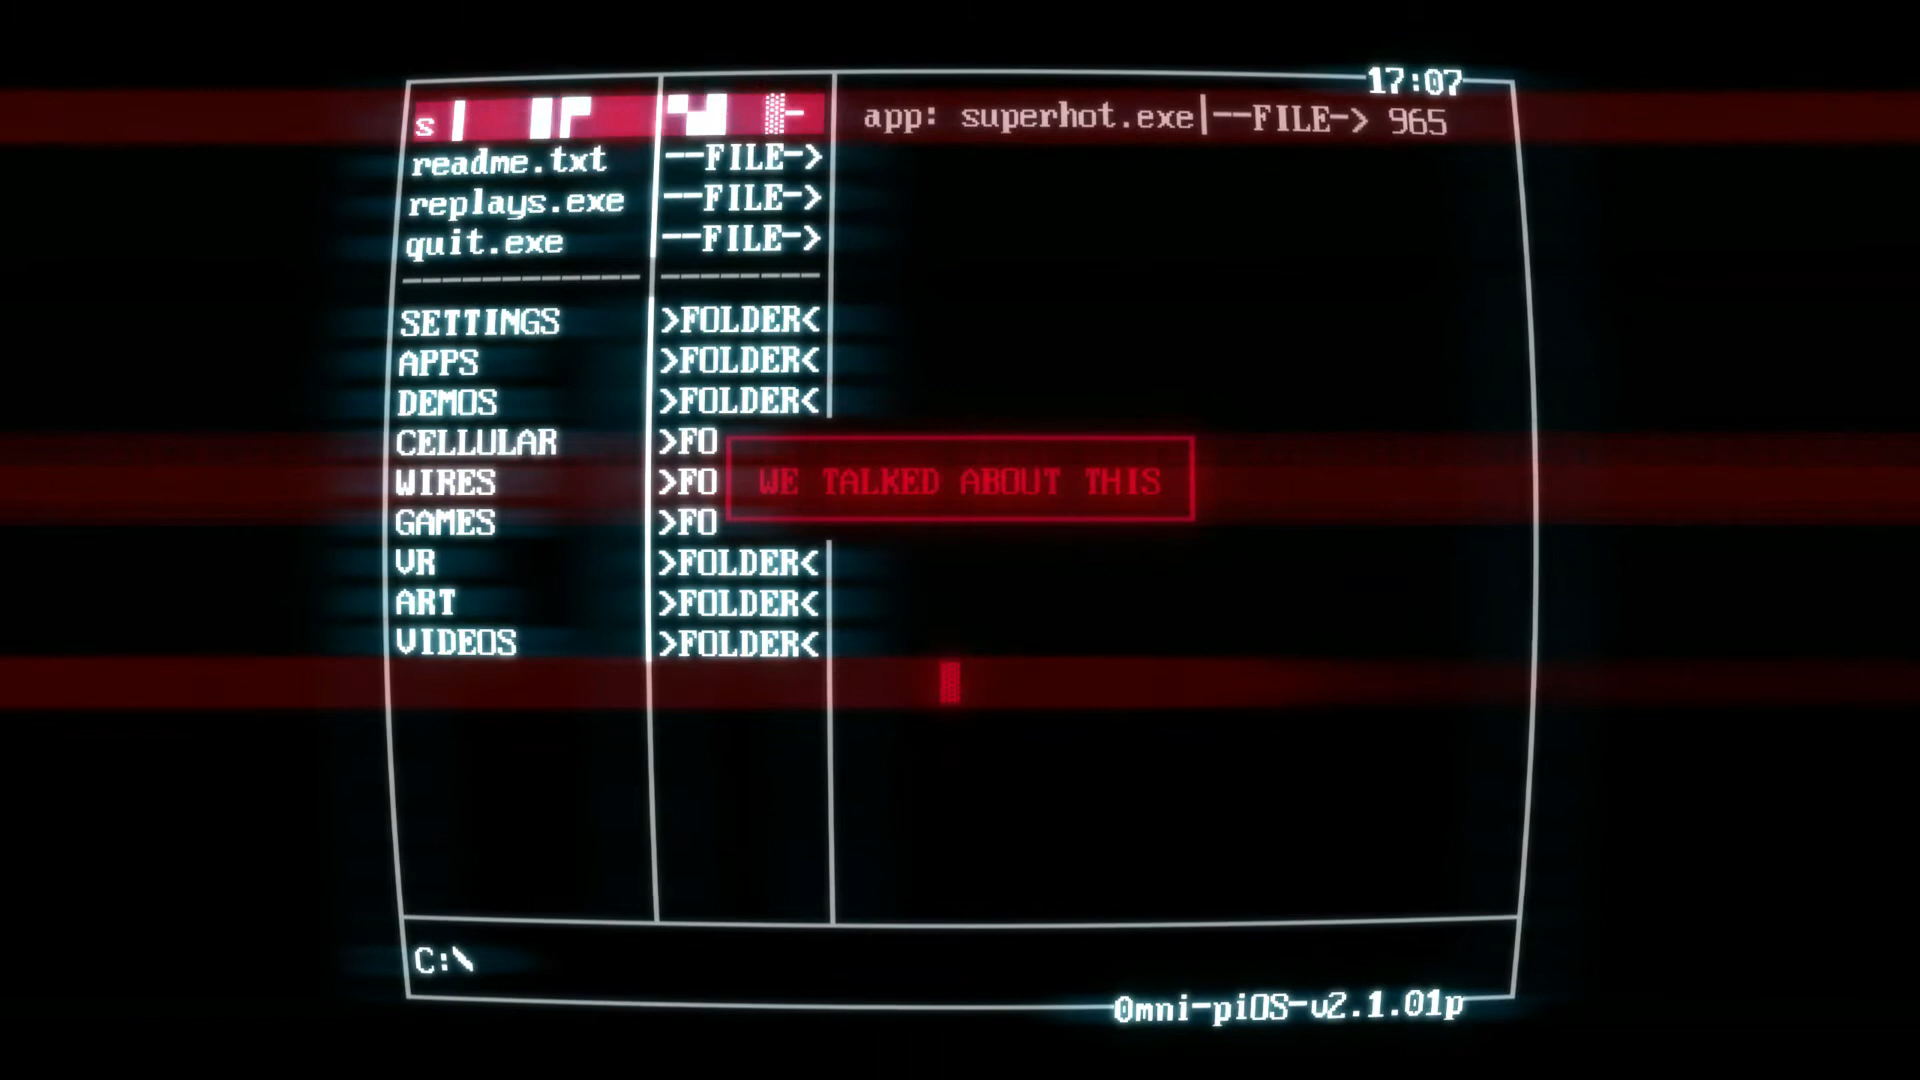 17:07
s
app: superhot.exe|--FILE-> 965
readme.txt --FILE->
replays.exe --FILE->
quit.exe --FILE->
SETTINGS >FOLDER<
APPS >FOLDER<
DEMOS >FOLDER<
CELLULAR >FO
WIRES >FO
WE TALKED ABOUT THIS
GAMES >FO
VR >FOLDER<
ART >FOLDER<
VIDEOS >FOLDER<
C:\
0mni-piOS-v2.1.01p